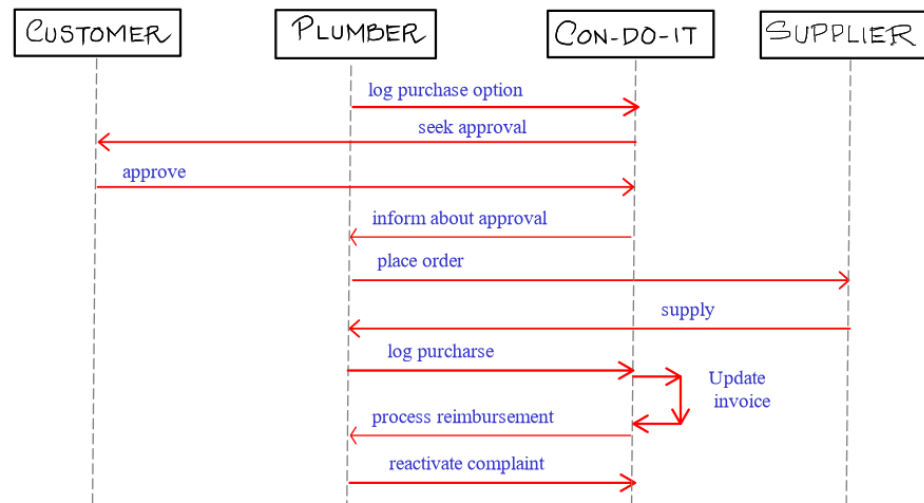 CUSTOMER
PLUMBER
CON-DO-IT
SUPPLIER
log purchase option
seek approval
approve
inform about approval
place order
supply
log purcharse
Update
invoice
process reimbursement
reactivate complaint